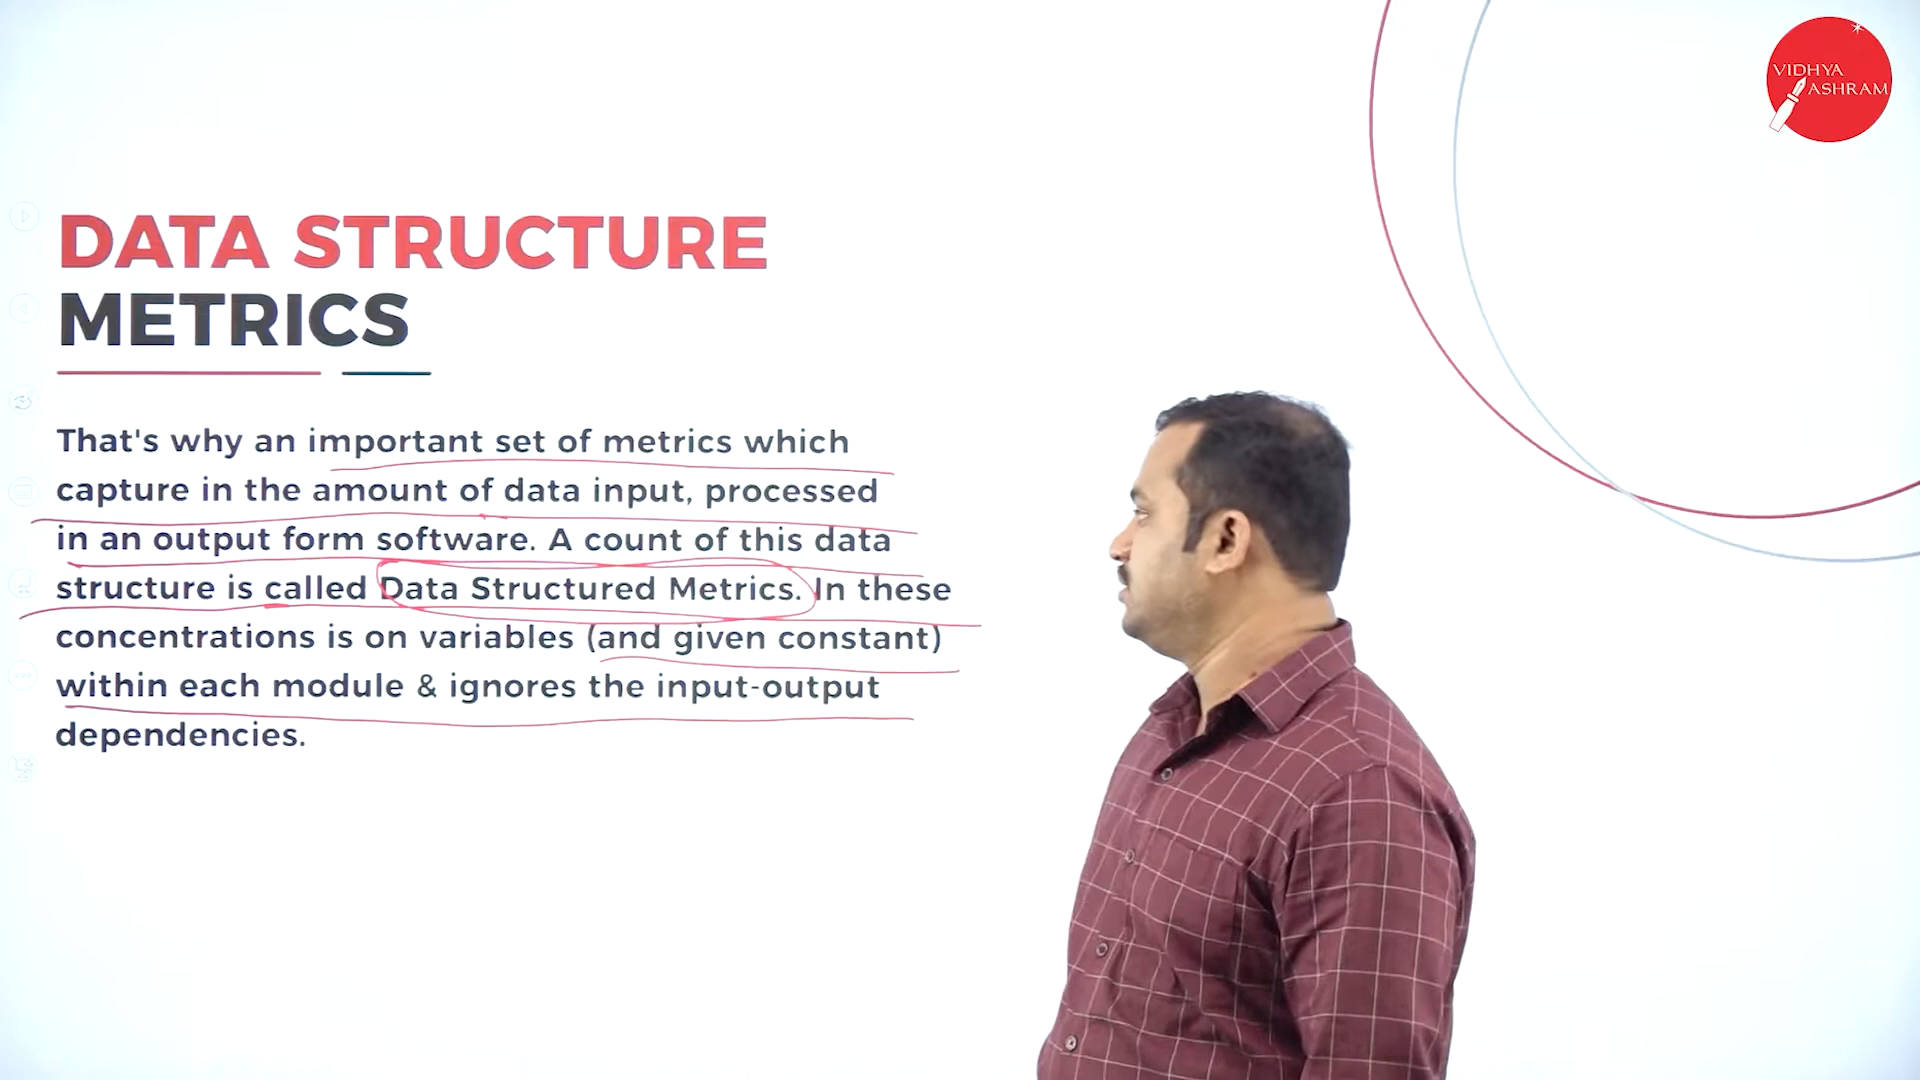 VIDHYA
ASHRAM
DATA STRUCTURE
METRICS
That's why an important set of metrics which
capture in the amount of data input, processed
in an output form software. A count of this data
structure is called Data Structured Metrics. In these
concentrations is on variables (and given constant)
within each module & ignores the input-output
dependencies.